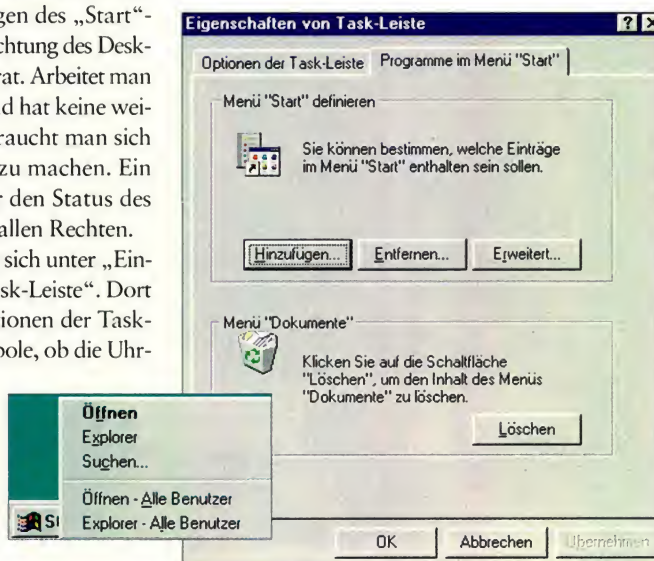 gen des „Start“-
chtung des Desk-
rat. Arbeitet man
d hat keine wei-
raucht man sich
zu machen. Ein
r den Status des
allen Rechten.
sich unter „Ein-
sk-Leiste“. Dort
ionen der Task-
bole, ob die Uhr-
Eigenschaften von Task-Leiste
Optionen der Task-Leiste
Programme im Menü "Start"
Menü "Start" definieren
Sie können bestimmen, welche Einträge
im Menü "Start" enthalten sein sollen.
Hinzufügen... Entfernen... Erweitert...
Menü "Dokumente"
Klicken Sie auf die Schaltfläche
"Löschen", um den Inhalt des Menüs
"Dokumente" zu löschen.
Löschen
OK Abbrechen Übernehmen
Öffnen
Explorer
Suchen...
Öffnen - Alle Benutzer
Explorer - Alle Benutzer